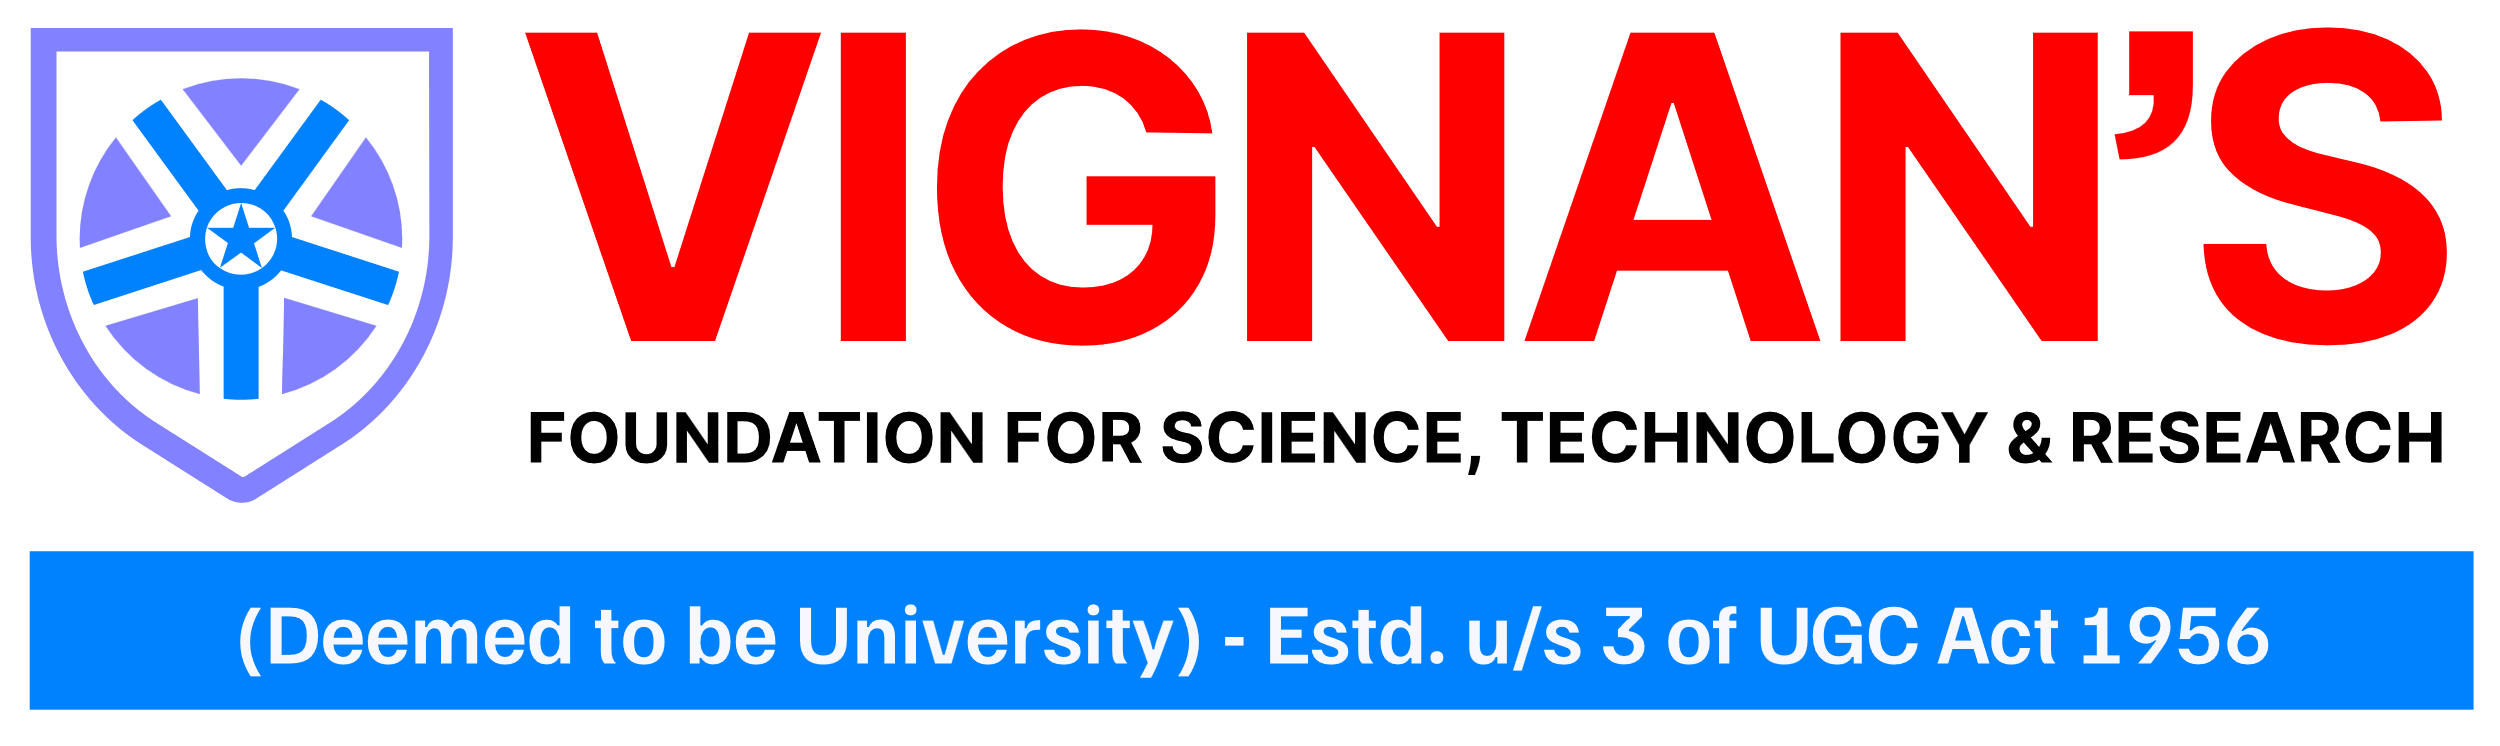 VIGNAN’S
FOUNDATION FOR SCIENCE, TECHNOLOGY & RESEARCH
(Deemed to be University) - Estd. u/s 3 of UGC Act 1956